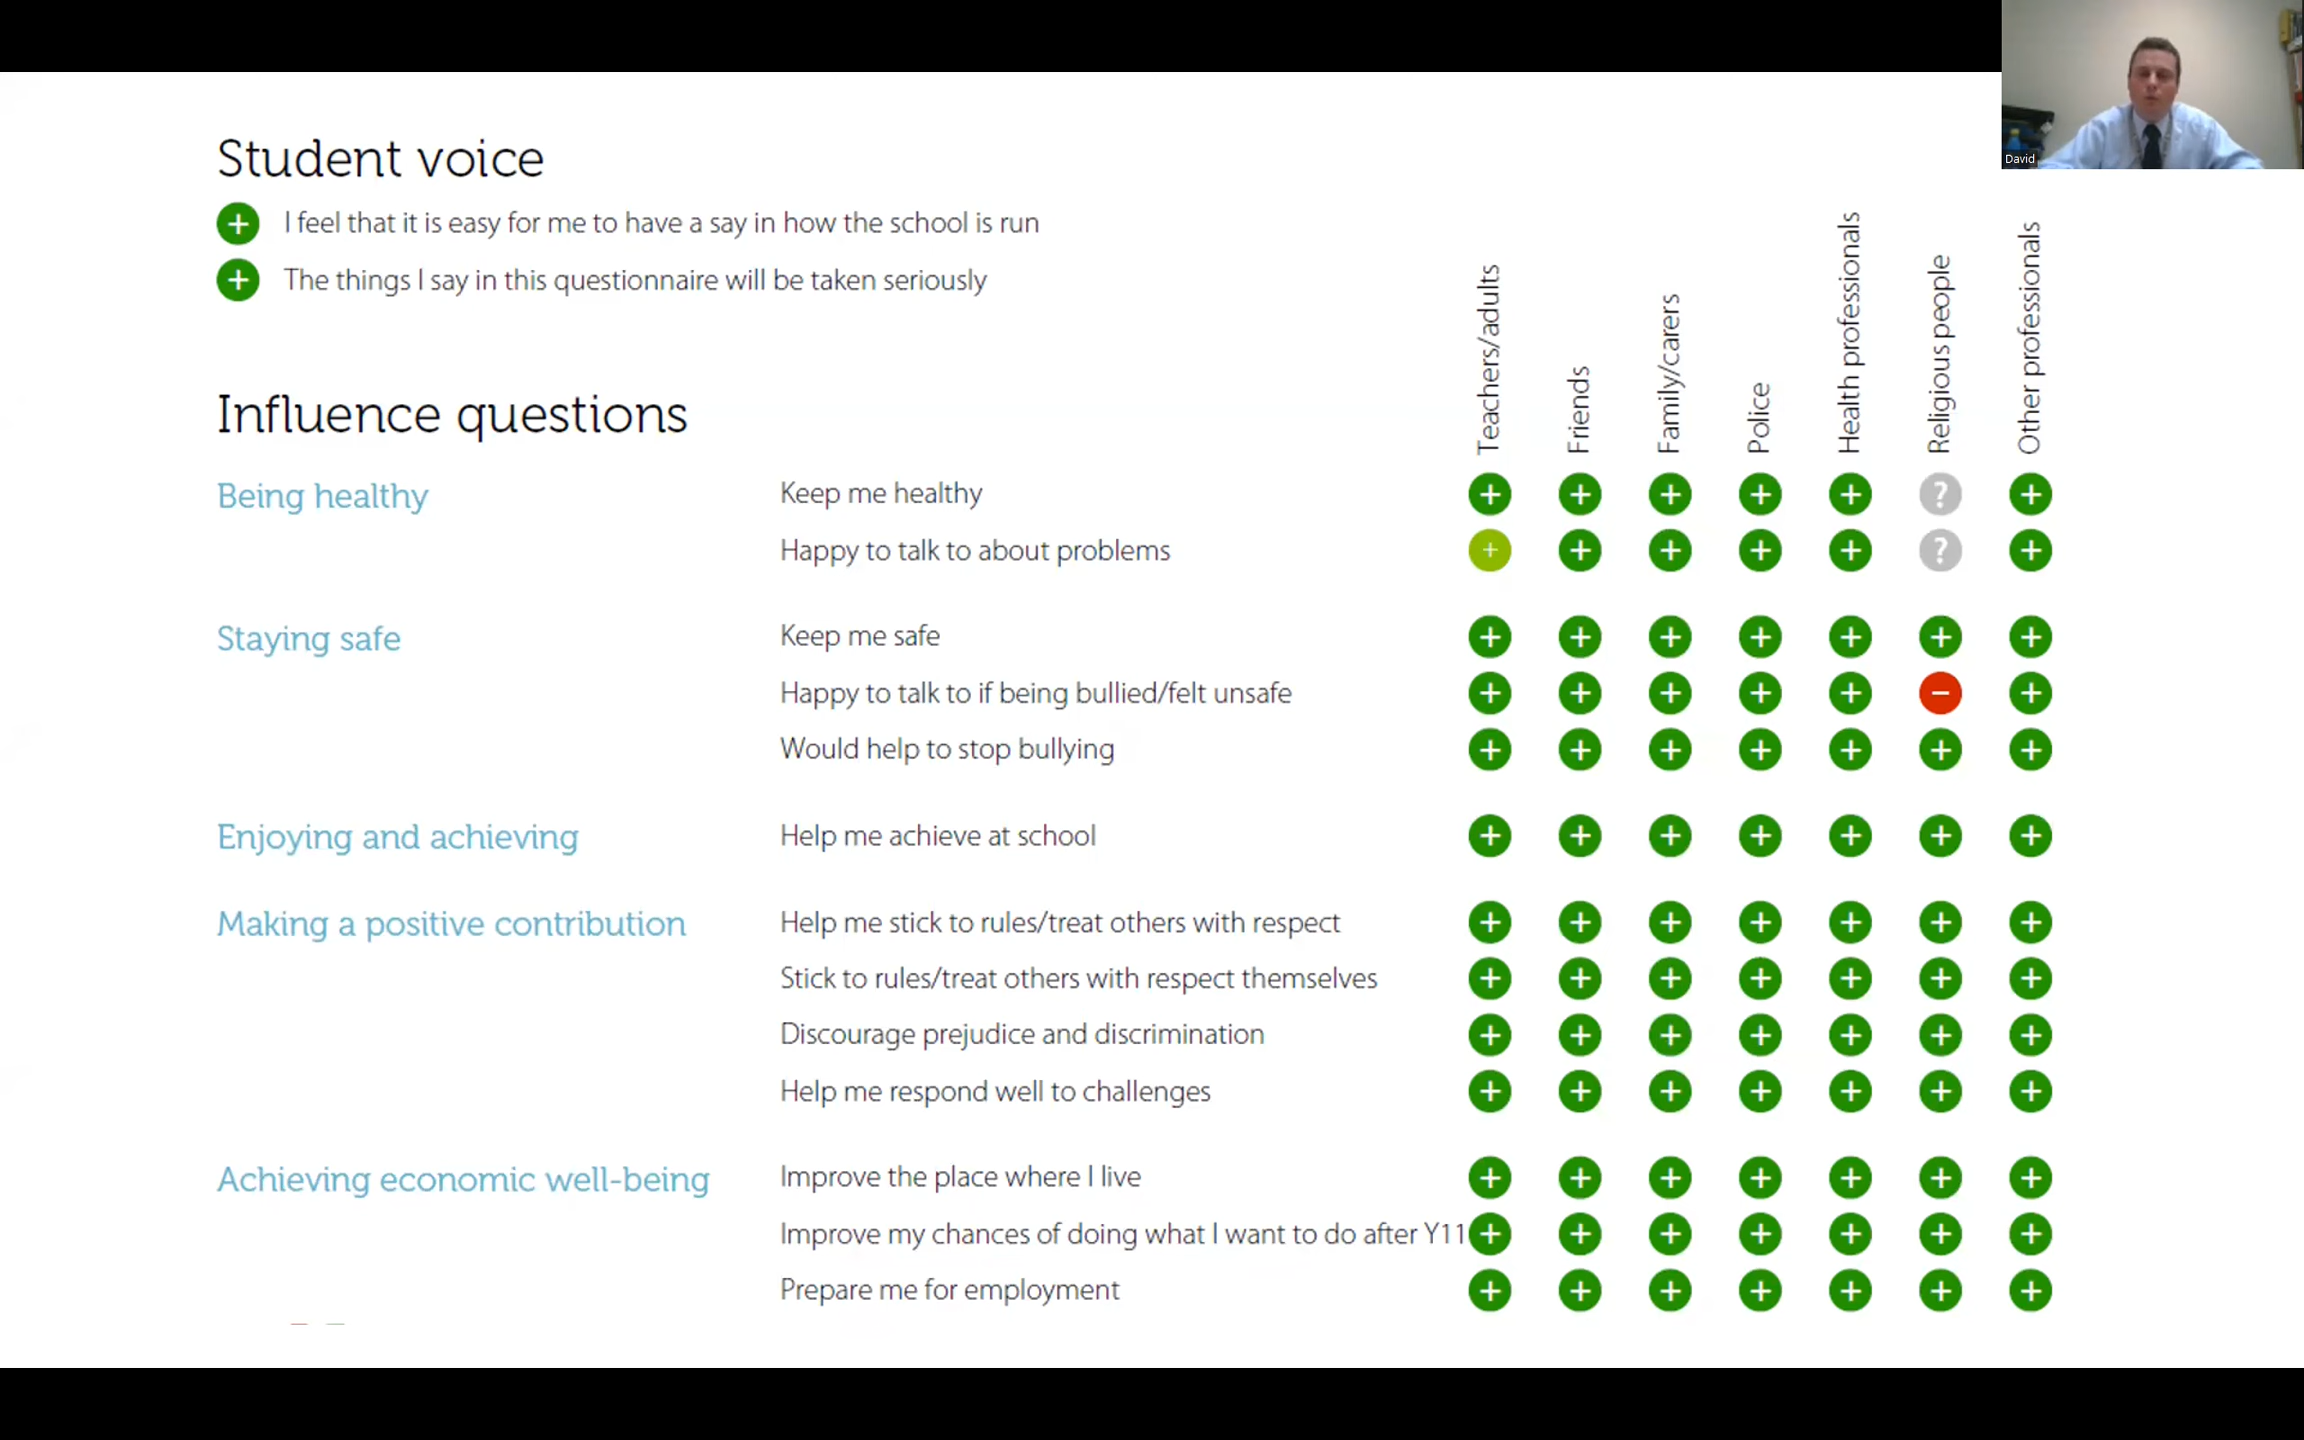 David
Student voice
+ I feel that it is easy for me to have a say in how the school is run
+ The things I say in this questionnaire will be taken seriously
Influence questions
Teachers/adults
Friends
Family/carers
Police
Health professionals
Religious people
Other professionals
Being healthy Keep me healthy + + + + + ? +
Happy to talk to about problems + + + + + ? +
Staying safe Keep me safe + + + + + + +
Happy to talk to if being bullied/felt unsafe + + + + + − +
Would help to stop bullying + + + + + + +
Enjoying and achieving Help me achieve at school + + + + + + +
Making a positive contribution Help me stick to rules/treat others with respect + + + + + + +
Stick to rules/treat others with respect themselves + + + + + + +
Discourage prejudice and discrimination + + + + + + +
Help me respond well to challenges + + + + + + +
Achieving economic well-being Improve the place where I live + + + + + + +
Improve my chances of doing what I want to do after Y11 + + + + + + +
Prepare me for employment + + + + + + +